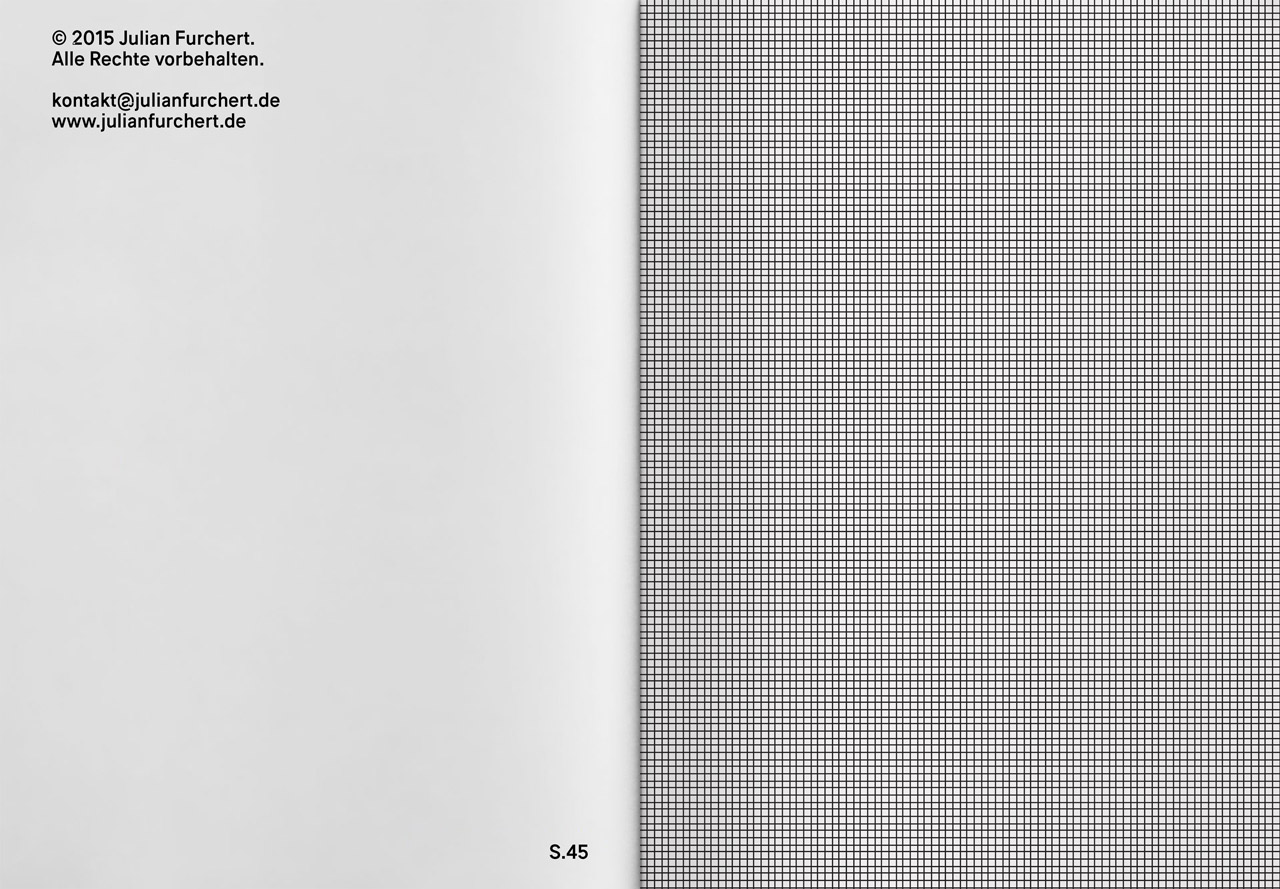 © 2015 Julian Furchert.
Alle Rechte vorbehalten.
kontakt@julianfurchert.de
www.julianfurchert.de
S.45